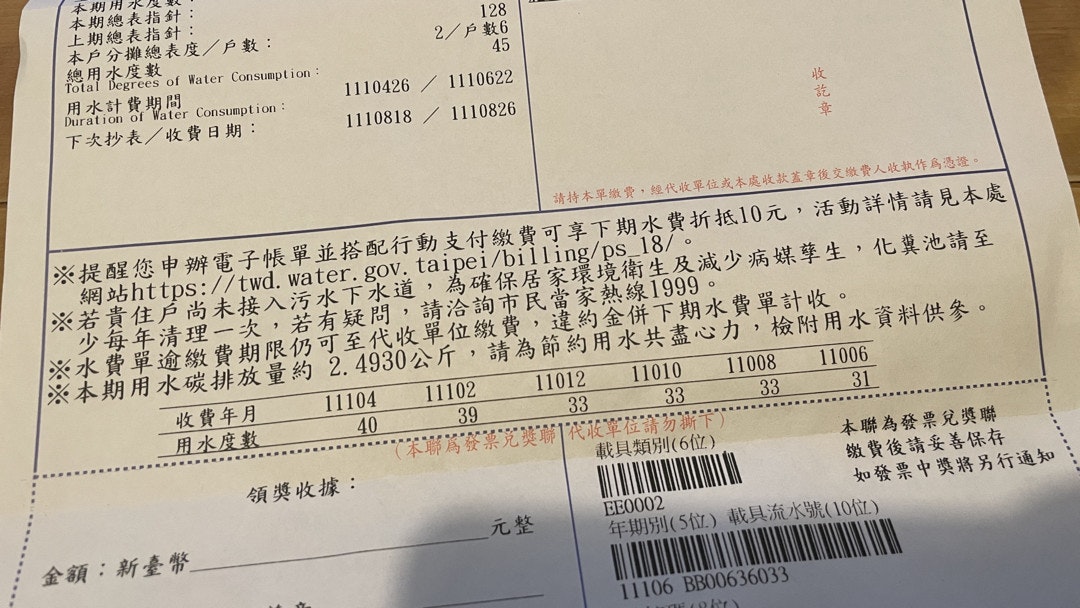 本期用水度數：
本期總表指針：
上期總表指針： 128
本戶分攤總表度／戶數： 2／戶數6
總用水度數 45
Total Degrees of Water Consumption：
用水計費期間 1110426 ／ 1110622
Duration of Water Consumption：
下次抄表／收費日期： 1110818 ／ 1110826
收訖章
請持本單繳費，經代收單位或本處收款蓋章後交繳費人收執作為憑證。
※提醒您申辦電子帳單並搭配行動支付繳費可享下期水費折抵10元，活動詳情請見本處
網站https://twd.water.gov.taipei/billing/ps_18/。
※若貴住戶尚未接入污水下水道，為確保居家環境衛生及減少病媒孳生，化糞池請至
少每年清理一次，若有疑問，請洽詢市民當家熱線1999。
※水費單逾繳費期限仍可至代收單位繳費，違約金併下期水費單計收。
※本期用水碳排放量約 2.4930公斤，請為節約用水共盡心力，檢附用水資料供參。
收費年月 11104 11102 11012 11010 11008 11006
用水度數 40 39 33 33 33 31
(本聯為發票兌獎聯 代收單位請勿撕下)
領獎收據：
金額：新臺幣 元整
載具類別(6位)
EE0002
年期別(5位) 載具流水號(10位)
11106 BB00636033
本聯為發票兌獎聯
繳費後請妥善保存
如發票中獎將另行通知